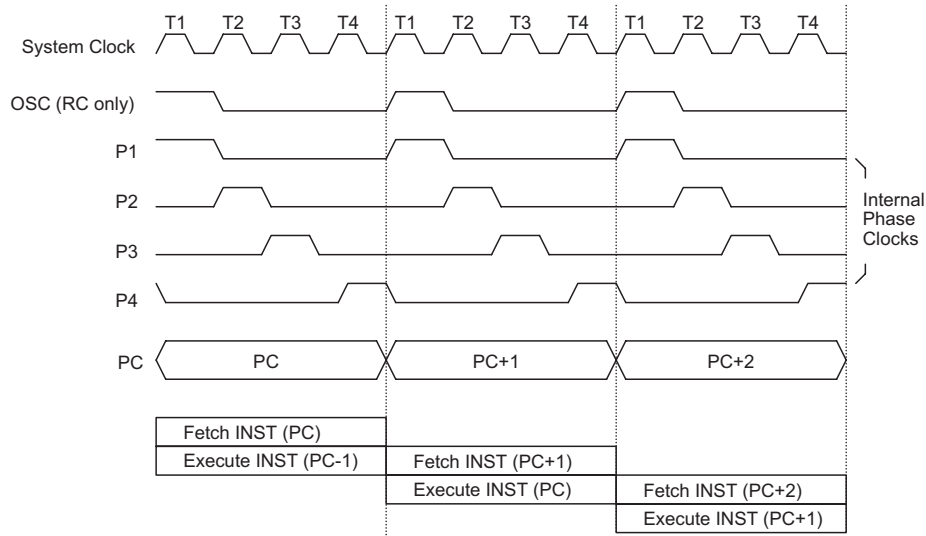 T1 T2 T3 T4 T1 T2 T3 T4 T1 T2 T3 T4
System Clock
OSC (RC only)
P1
P2
P3
P4
Internal
Phase
Clocks
PC PC PC+1 PC+2
Fetch INST (PC)
Execute INST (PC-1) Fetch INST (PC+1)
Execute INST (PC) Fetch INST (PC+2)
Execute INST (PC+1)